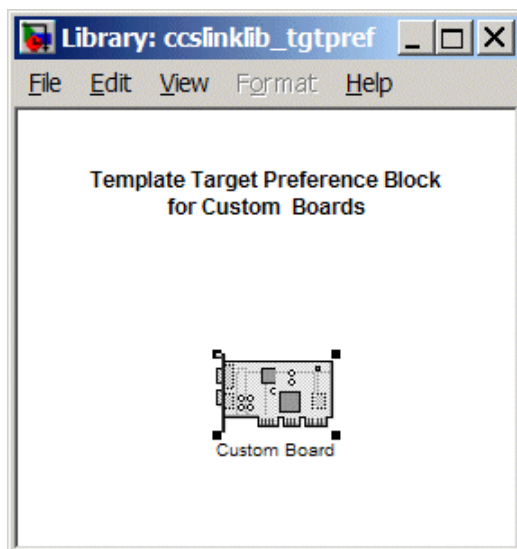 Library: ccslinklib_tgtpref
File Edit View Format Help
Template Target Preference Block
for Custom Boards
Custom Board